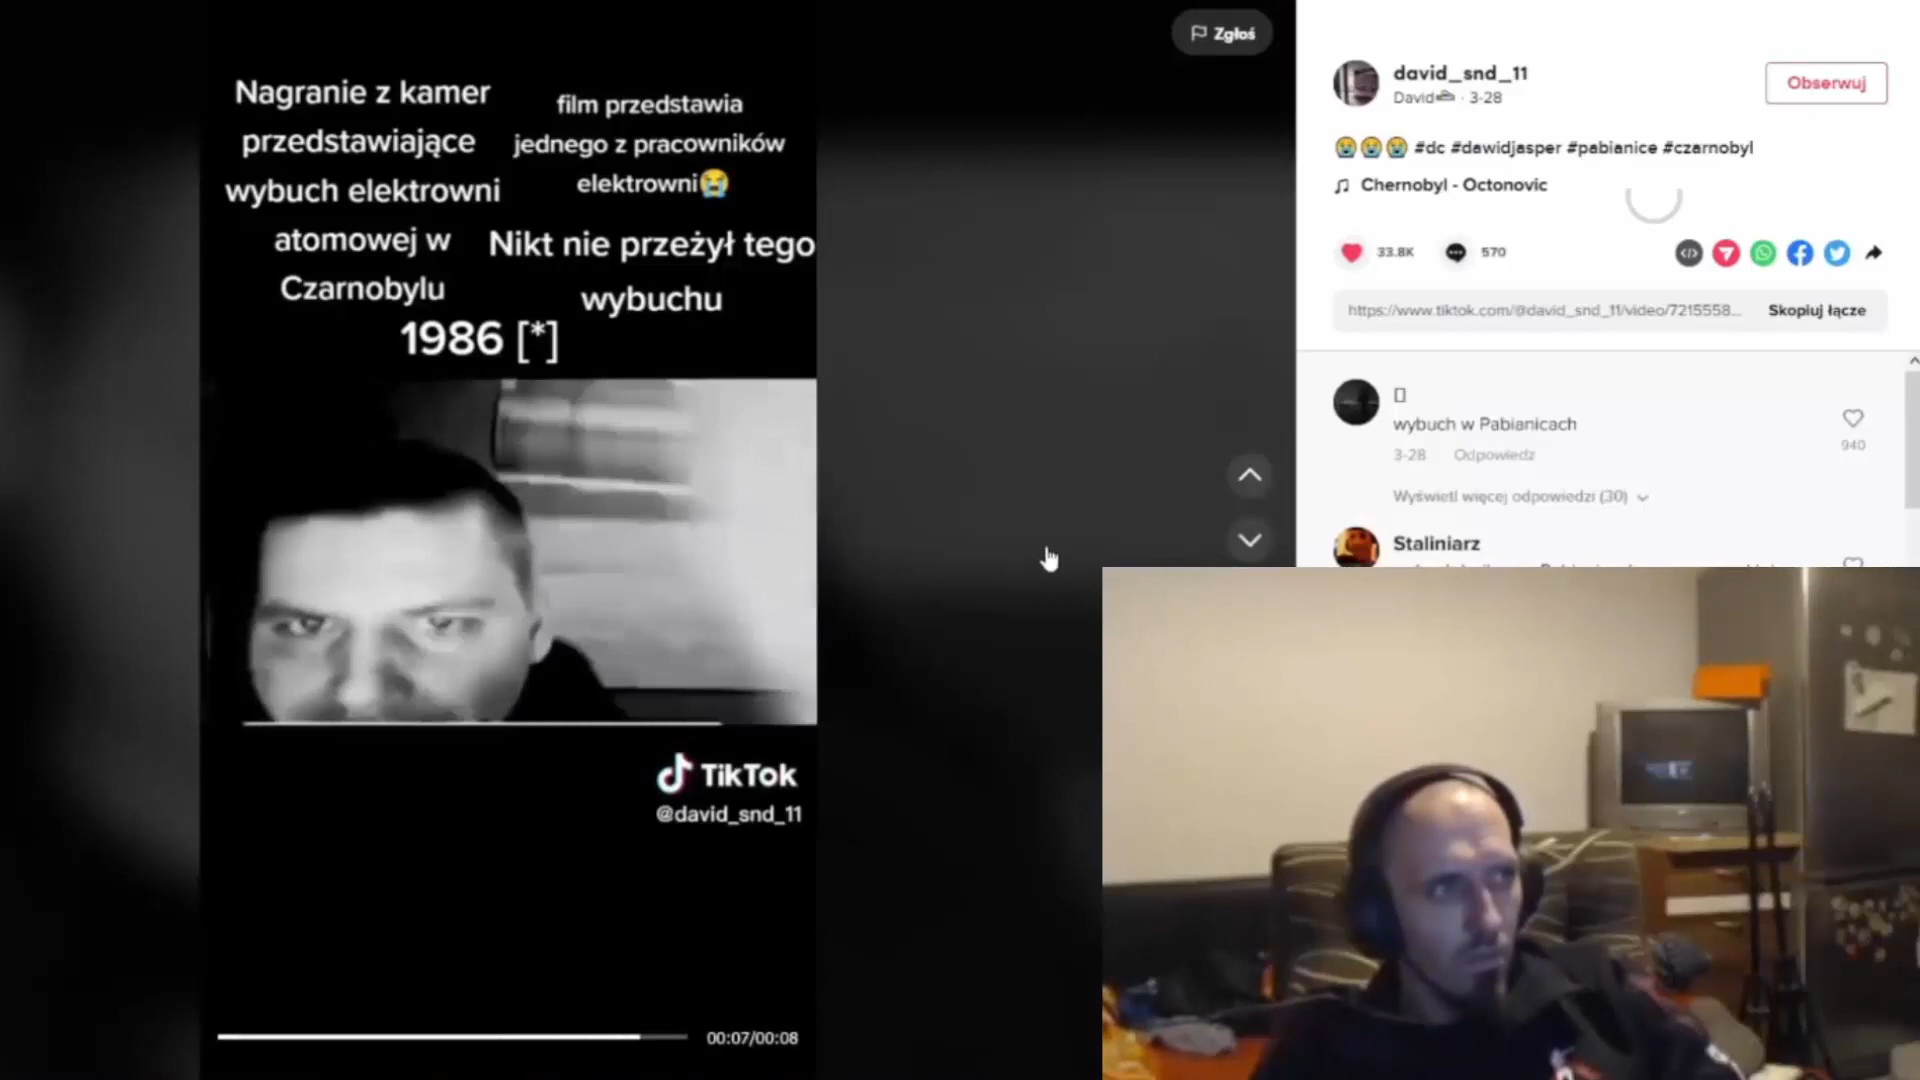 Zgłoś
Nagranie z kamer
przedstawiające
wybuch elektrowni
atomowej w
Czarnobylu
film przedstawia
jednego z pracowników
elektrowni😭
Nikt nie przeżył tego
wybuchu
1986 [*]
TikTok
@david_snd_11
00:07/00:08
david_snd_11
David · 3-28
Obserwuj
😭😭😭 #dc #dawidjasper #pabianice #czarnobyl
Chernobyl - Octonovic
33.8K
570
https://www.tiktok.com/@david_snd_11/video/7215558...
Skopiuj łącze
wybuch w Pabianicach
940
3-28 Odpowiedz
Wyświetl więcej odpowiedzi (30)
Staliniarz